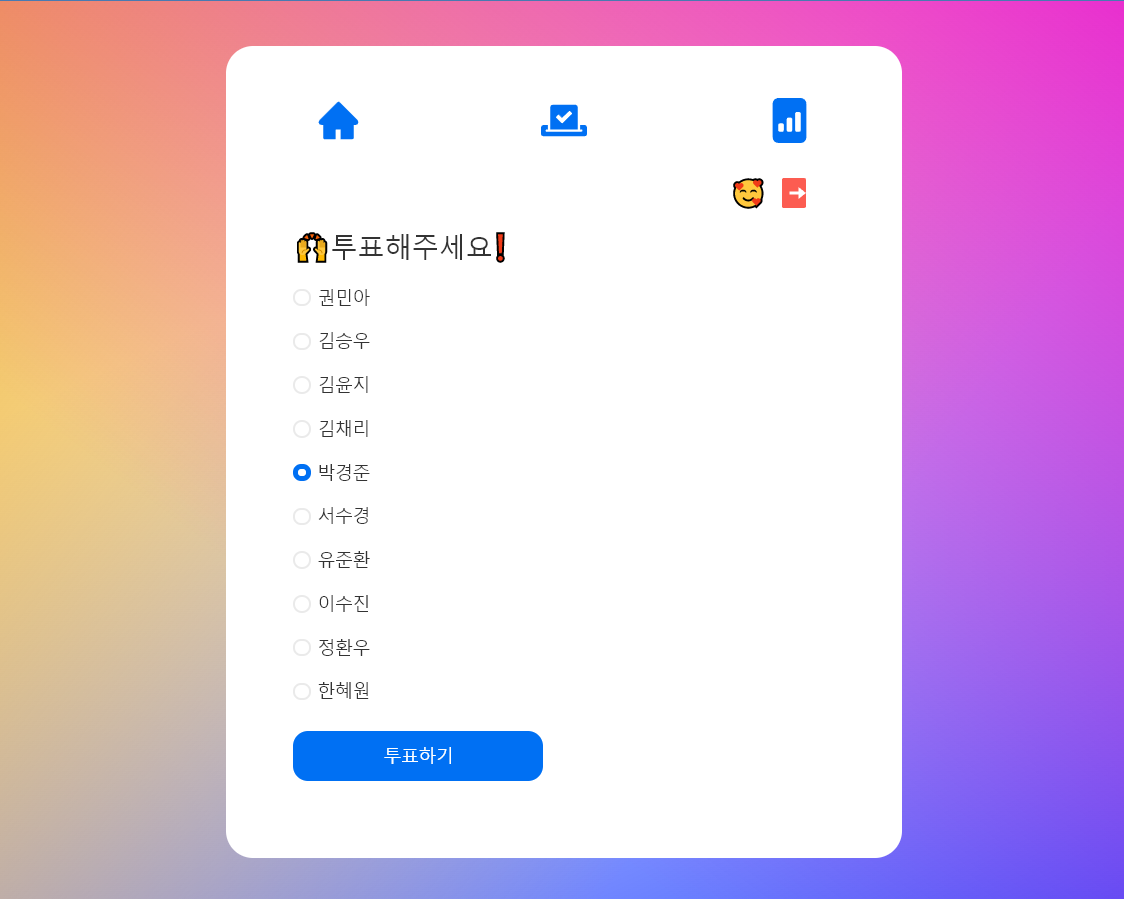 🙌투표해주세요❗
권민아
김승우
김윤지
김채리
박경준
서수경
유준환
이수진
정환우
한혜원
투표하기